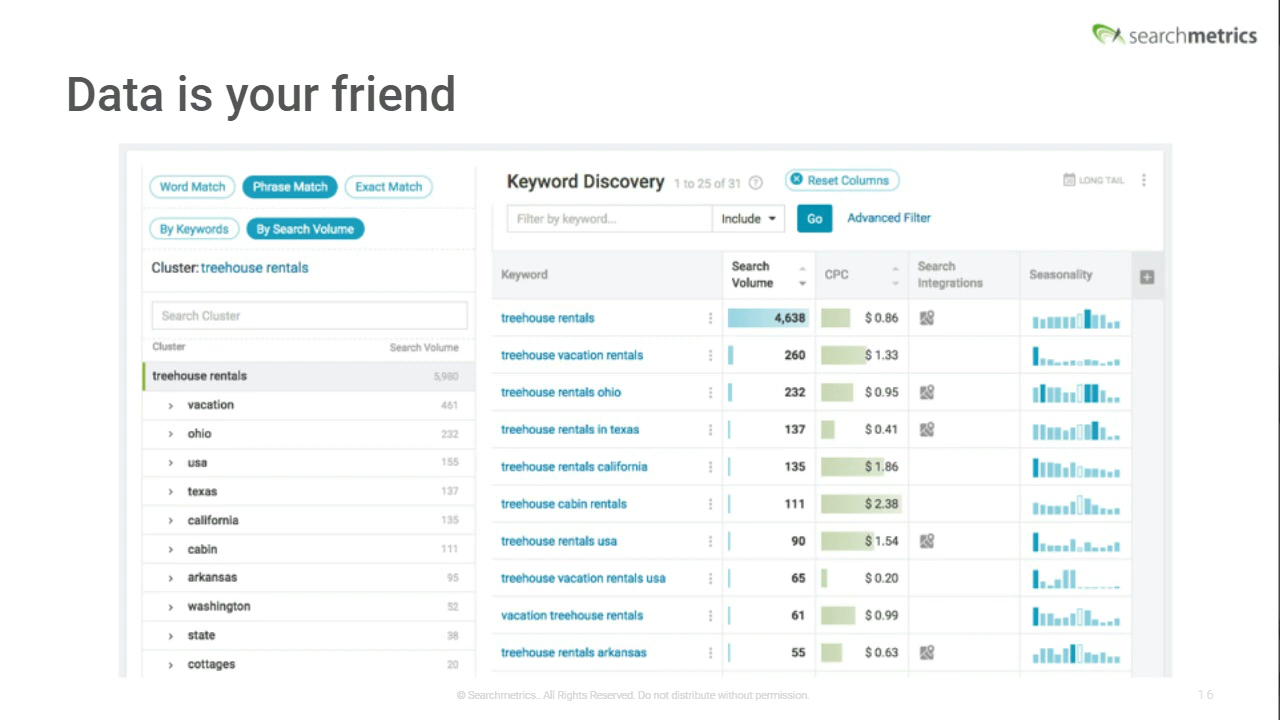 searchmetrics
Data is your friend
Word Match Phrase Match Exact Match
By Keywords By Search Volume
Cluster: treehouse rentals
Search Cluster
Cluster Search Volume
treehouse rentals 5,980
vacation 461
ohio 232
usa 155
texas 137
california 135
cabin 111
arkansas 95
washington 52
state 38
cottages 20
Keyword Discovery 1 to 25 of 31 ? Reset Columns LONG TAIL
Filter by keyword... Include Go Advanced Filter
Keyword Search Volume CPC Search Integrations Seasonality
treehouse rentals 4,638 $ 0.86
treehouse vacation rentals 260 $ 1.33
treehouse rentals ohio 232 $ 0.95
treehouse rentals in texas 137 $ 0.41
treehouse rentals california 135 $ 1.86
treehouse cabin rentals 111 $ 2.38
treehouse rentals usa 90 $ 1.54
treehouse vacation rentals usa 65 $ 0.20
vacation treehouse rentals 61 $ 0.99
treehouse rentals arkansas 55 $ 0.63
© Searchmetrics.. All Rights Reserved. Do not distribute without permission.
16